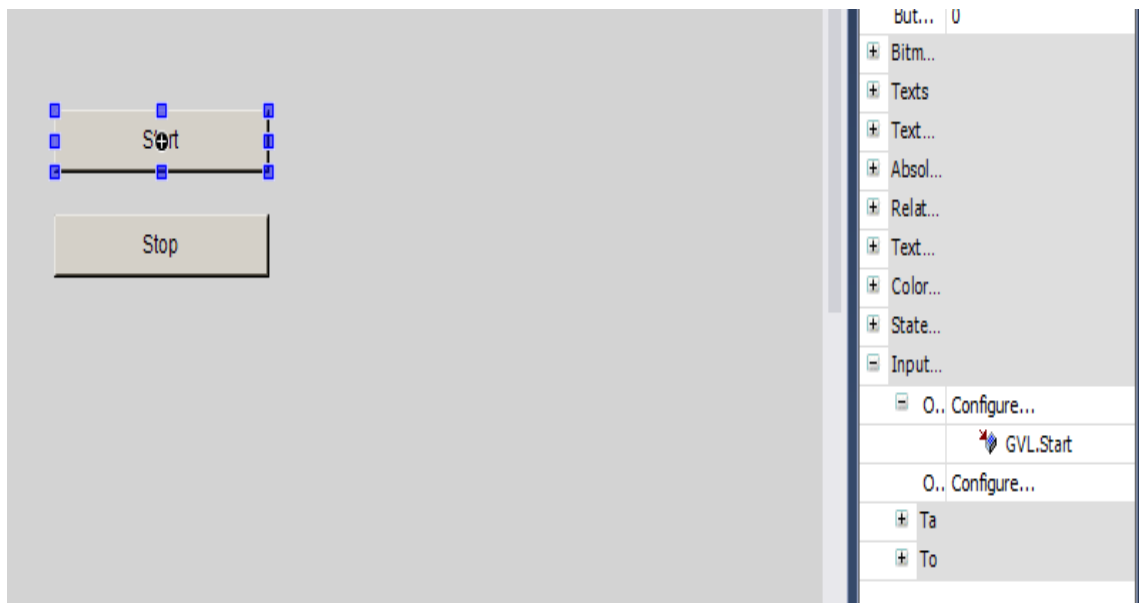 But... 0
Bitm...
Texts
Text...
Absol...
Relat...
Text...
Color...
State...
Input...
O.. Configure...
GVL.Start
O.. Configure...
Ta
To
Start
Stop